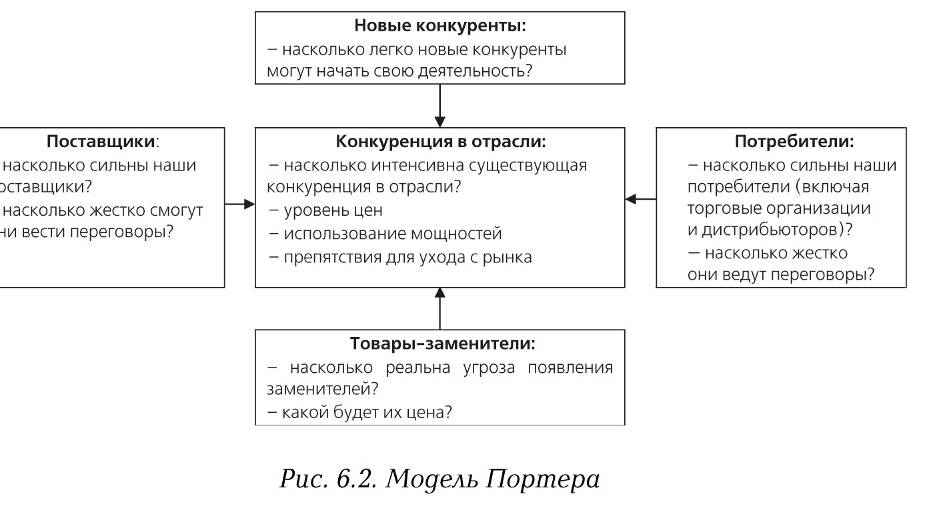 Новые конкуренты:
– насколько легко новые конкуренты
могут начать свою деятельность?
Поставщики:
насколько сильны наши
оставщики?
насколько жестко смогут
ни вести переговоры?
Конкуренция в отрасли:
– насколько интенсивна существующая
конкуренция в отрасли?
– уровень цен
– использование мощностей
– препятствия для ухода с рынка
Потребители:
– насколько сильны наши
потребители (включая
торговые организации
и дистрибьюторов)?
– насколько жестко
они ведут переговоры?
Товары–заменители:
– насколько реальна угроза появления
заменителей?
– какой будет их цена?
Рис. 6.2. Модель Портера